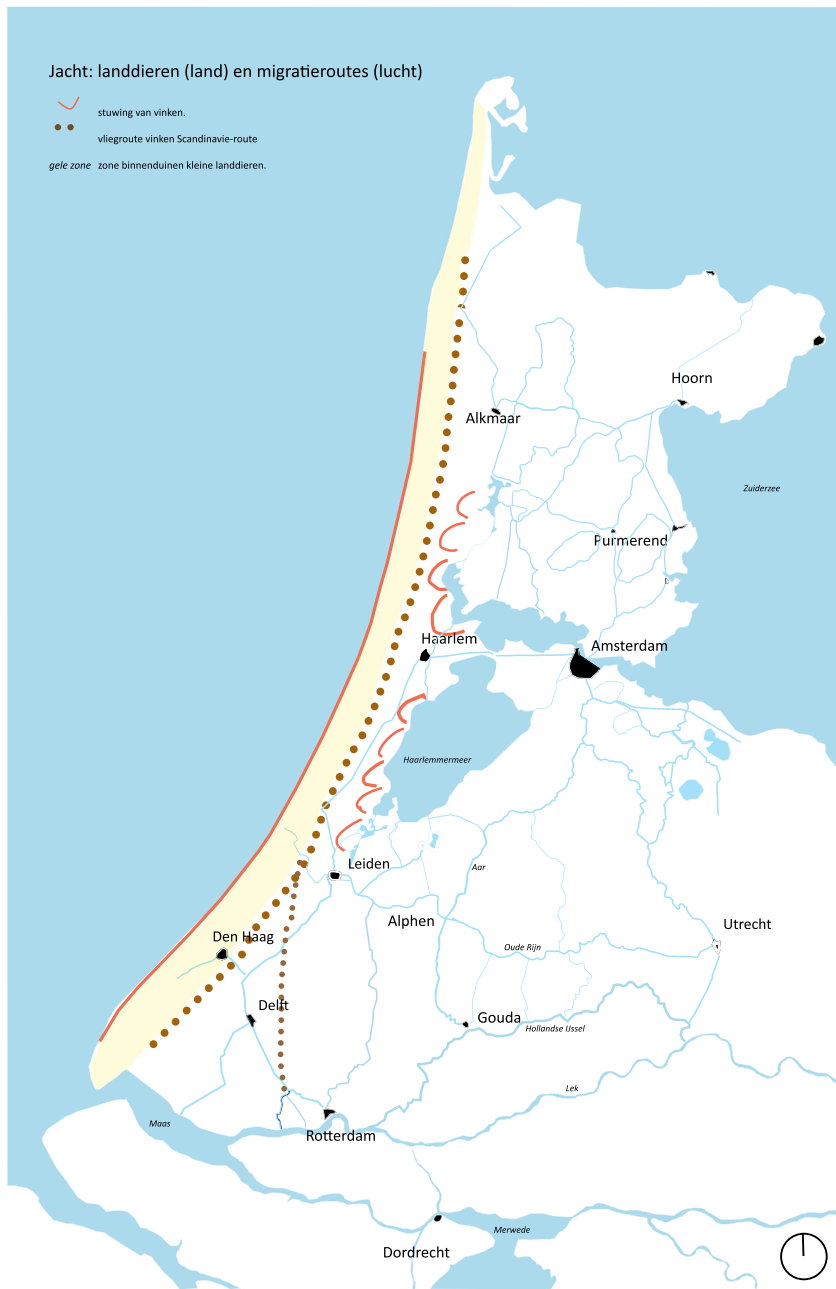 Jacht: landdieren (land) en migratieroutes (lucht)
stuwing van vinken.
vliegroute vinken Scandinavie-route
gele zone zone binnenduinen kleine landdieren.
Hoorn
Alkmaar
Zuiderzee
Purmerend
Haarlem
Amsterdam
Haarlemmermeer
Leiden
Aar
Alphen
Utrecht
Den Haag
Oude Rijn
Delft
Gouda
Hollandse IJssel
Lek
Maas
Rotterdam
Merwede
Dordrecht